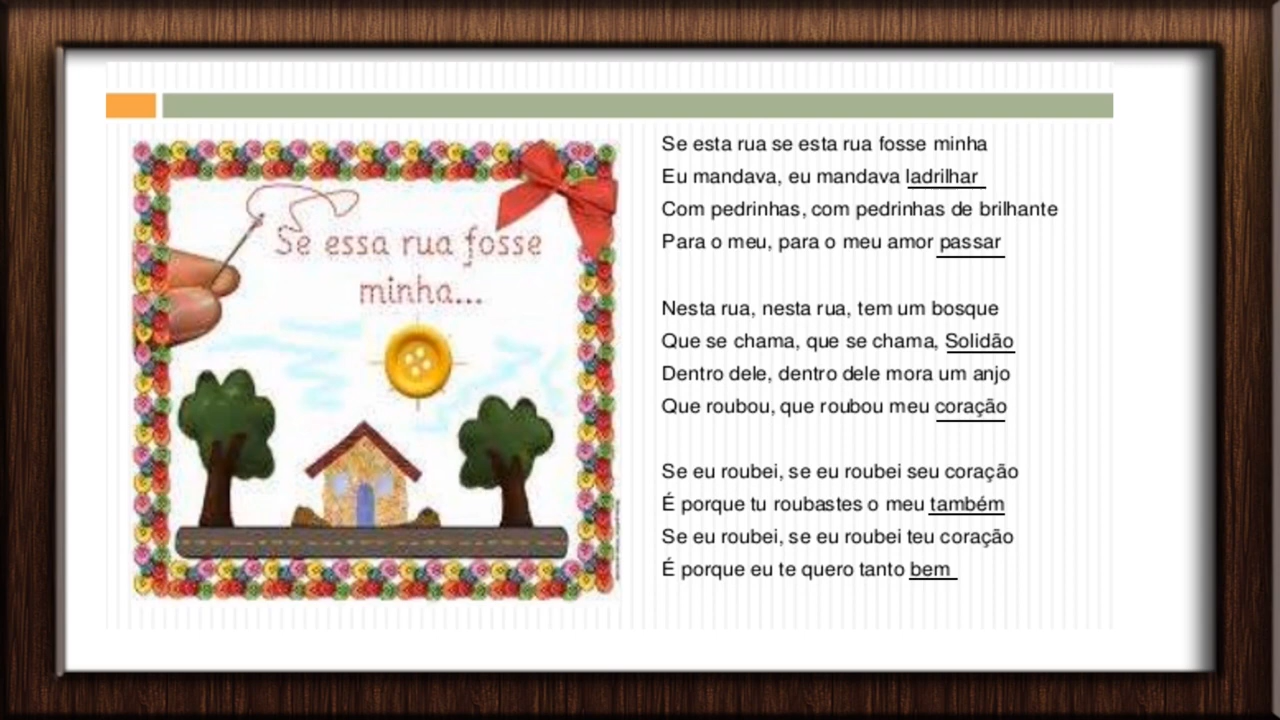 Se essa rua fosse
minha...
Se esta rua se esta rua fosse minha
Eu mandava, eu mandava ladrilhar
Com pedrinhas, com pedrinhas de brilhante
Para o meu, para o meu amor passar
Nesta rua, nesta rua, tem um bosque
Que se chama, que se chama, Solidão
Dentro dele, dentro dele mora um anjo
Que roubou, que roubou meu coração
Se eu roubei, se eu roubei seu coração
É porque tu roubastes o meu também
Se eu roubei, se eu roubei teu coração
É porque eu te quero tanto bem